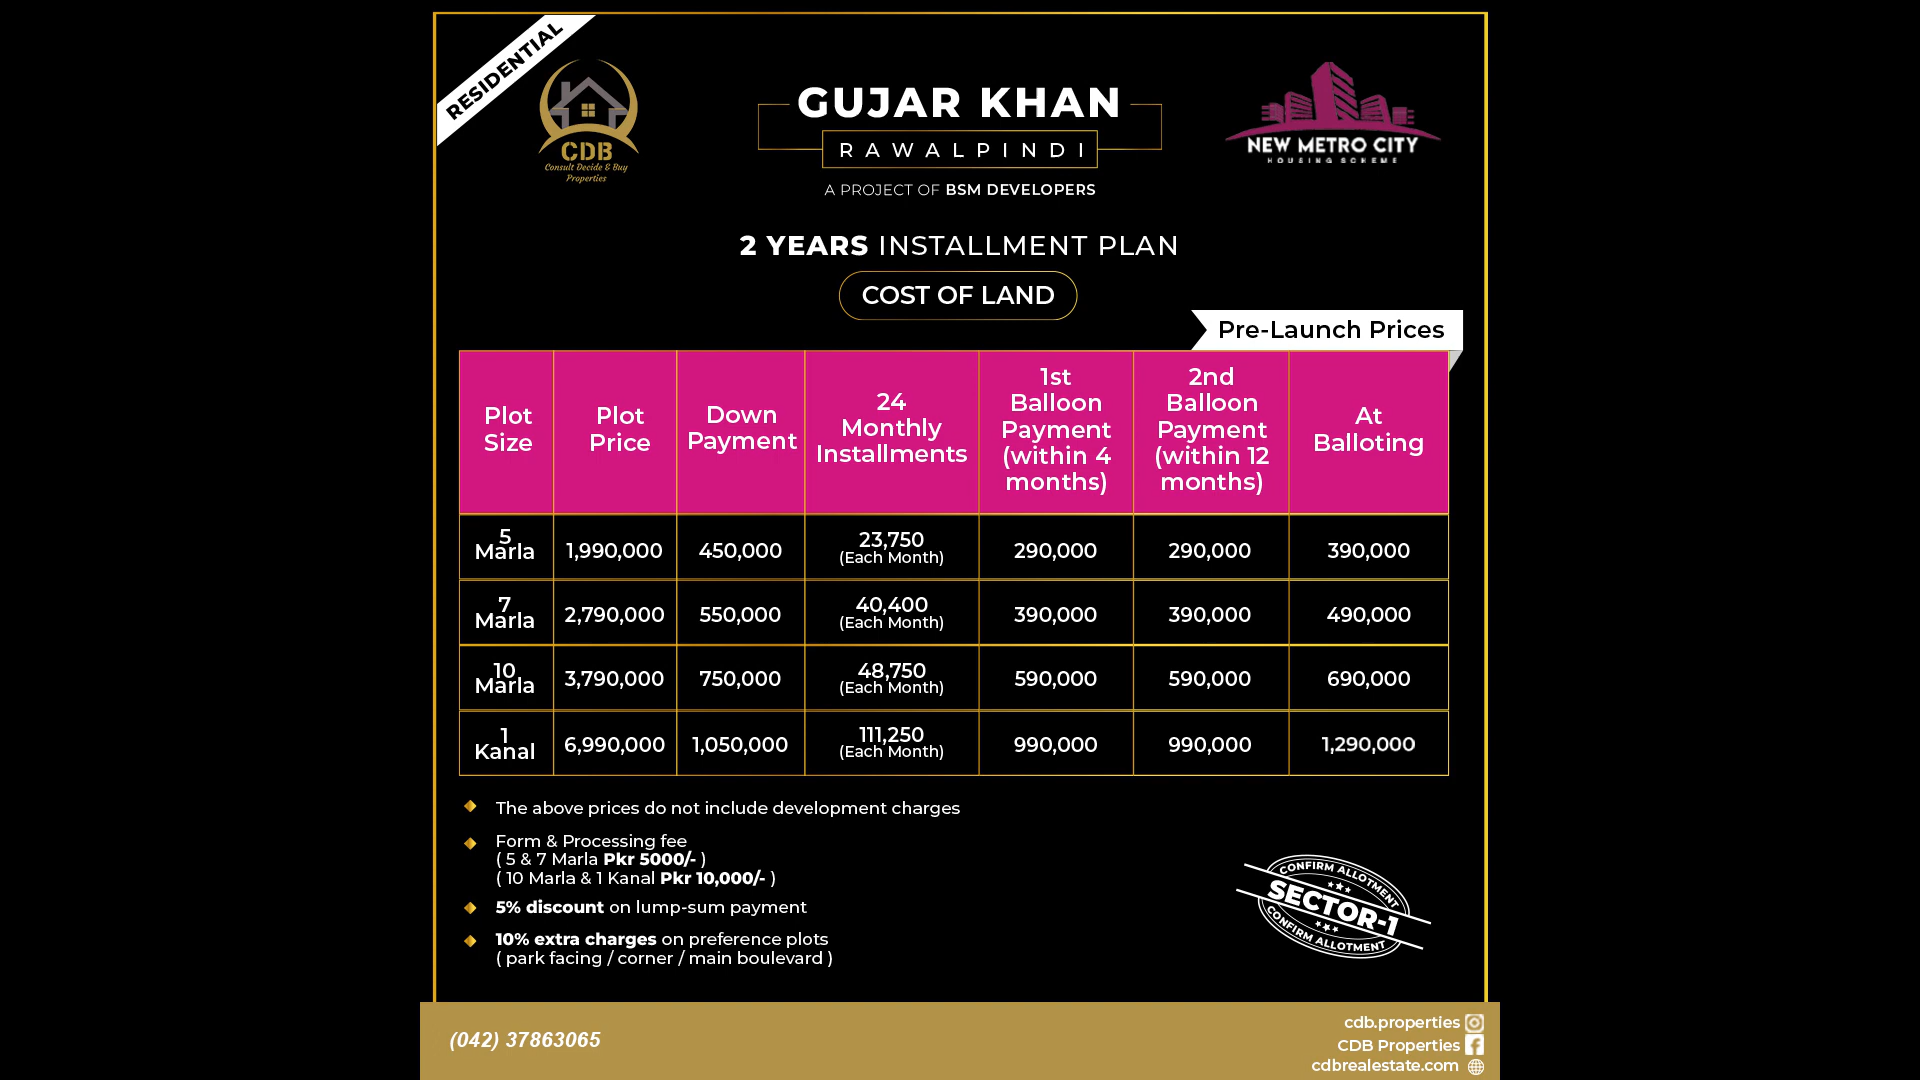 RESIDENTIAL
CDB
Consult Decide & Buy
Properties
GUJAR KHAN
RAWALPINDI
A PROJECT OF BSM DEVELOPERS
NEW METRO CITY
HOUSING SCHEME
2 YEARS INSTALLMENT PLAN
COST OF LAND
Pre-Launch Prices
Plot Size
Plot Price
Down Payment
24 Monthly Installments
1st Balloon Payment (within 4 months)
2nd Balloon Payment (within 12 months)
At Balloting
5 Marla 1,990,000 450,000 23,750 (Each Month) 290,000 290,000 390,000
7 Marla 2,790,000 550,000 40,400 (Each Month) 390,000 390,000 490,000
10 Marla 3,790,000 750,000 48,750 (Each Month) 590,000 590,000 690,000
1 Kanal 6,990,000 1,050,000 111,250 (Each Month) 990,000 990,000 1,290,000
The above prices do not include development charges
Form & Processing fee
( 5 & 7 Marla Pkr 5000/- )
( 10 Marla & 1 Kanal Pkr 10,000/- )
5% discount on lump-sum payment
10% extra charges on preference plots
( park facing / corner / main boulevard )
CONFIRM ALLOTMENT
SECTOR-1
CONFIRM ALLOTMENT
(042) 37863065
cdb.properties
CDB Properties
cdbrealestate.com